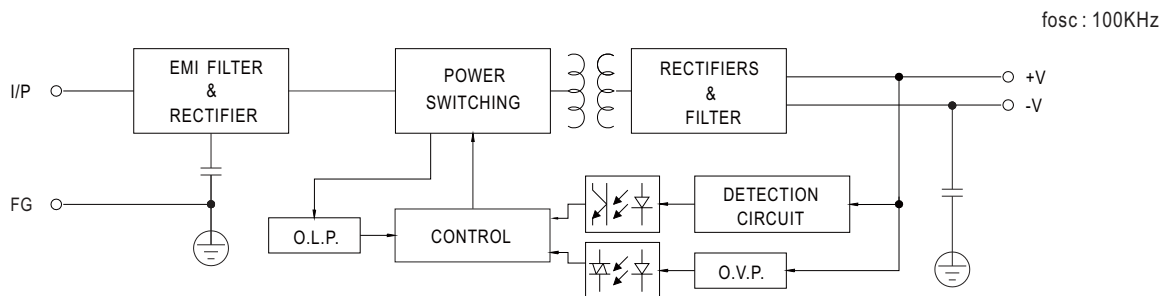 fosc : 100KHz
EMI FILTER
&
RECTIFIER
POWER
SWITCHING
RECTIFIERS
&
FILTER
I/P
+V
-V
FG
O.L.P.
CONTROL
DETECTION
CIRCUIT
O.V.P.